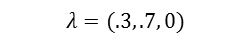 λ = (.3,.7,0)